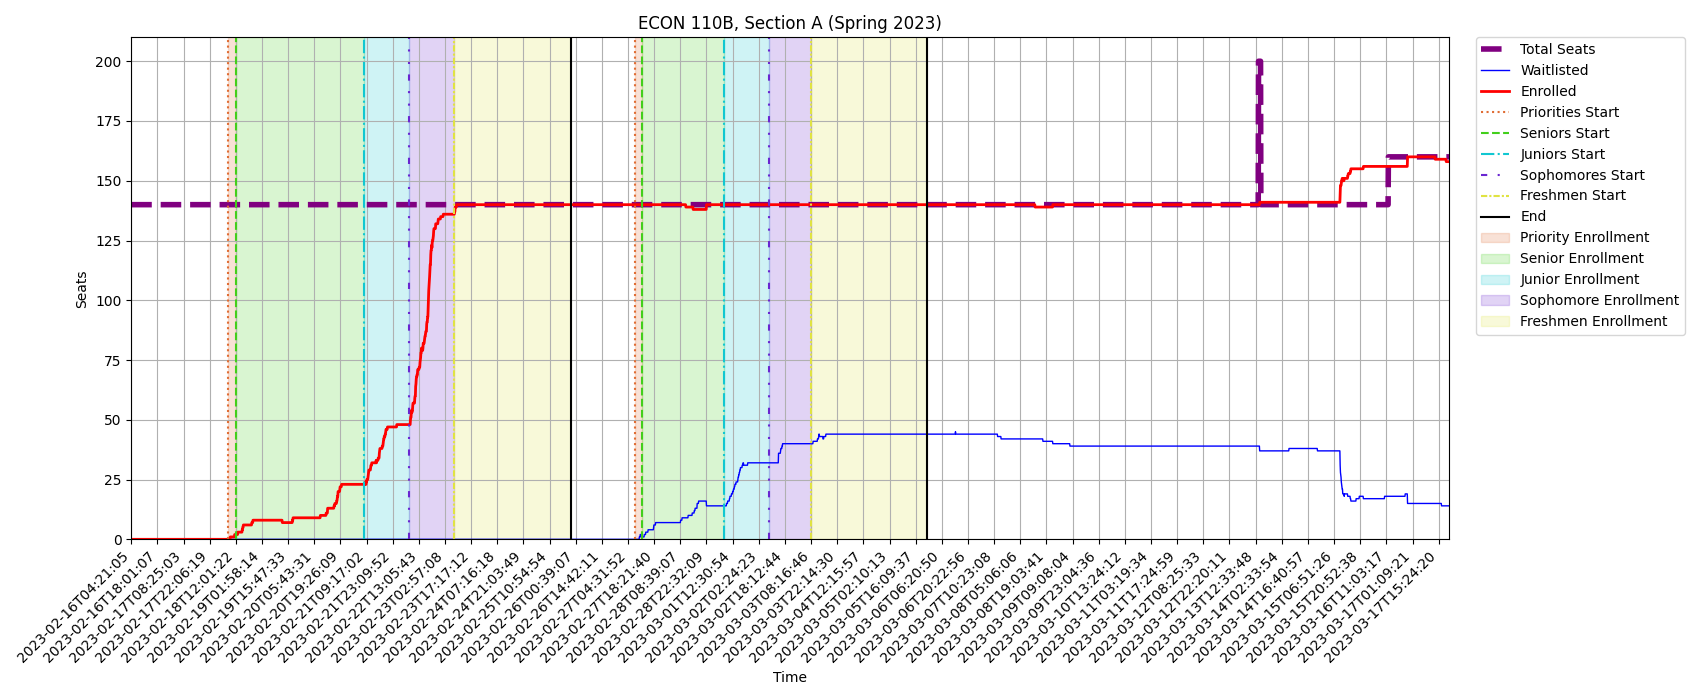 ECON 110B, Section A (Spring 2023)
Seats
200
175
150
125
100
75
50
25
0
2023-02-16T04:21:05
2023-02-16T18:01:07
2023-02-17T08:25:03
2023-02-17T22:06:19
2023-02-18T12:01:22
2023-02-19T01:58:14
2023-02-19T15:47:33
2023-02-20T05:43:31
2023-02-20T19:26:09
2023-02-21T09:17:02
2023-02-21T23:09:52
2023-02-22T13:05:43
2023-02-23T02:57:08
2023-02-23T17:12:12
2023-02-24T07:16:18
2023-02-24T21:03:49
2023-02-25T10:54:54
2023-02-26T00:39:07
2023-02-26T14:42:11
2023-02-27T04:31:52
2023-02-27T18:21:40
2023-02-28T08:39:07
2023-02-28T22:32:09
2023-03-01T12:30:54
2023-03-02T02:24:23
2023-03-02T18:12:44
2023-03-03T08:16:46
2023-03-03T22:14:30
2023-03-04T12:15:57
2023-03-05T02:10:13
2023-03-05T16:09:37
2023-03-06T06:20:50
2023-03-06T20:22:56
2023-03-07T10:23:08
2023-03-08T05:06:06
2023-03-08T19:03:41
2023-03-09T09:08:04
2023-03-09T23:04:36
2023-03-10T13:24:12
2023-03-11T03:19:34
2023-03-11T17:24:59
2023-03-12T08:25:33
2023-03-12T22:20:11
2023-03-13T12:33:48
2023-03-14T02:33:54
2023-03-14T16:40:57
2023-03-15T06:51:26
2023-03-15T20:52:38
2023-03-16T11:03:17
2023-03-17T01:09:21
2023-03-17T15:24:20
Time
Total Seats
Waitlisted
Enrolled
Priorities Start
Seniors Start
Juniors Start
Sophomores Start
Freshmen Start
End
Priority Enrollment
Senior Enrollment
Junior Enrollment
Sophomore Enrollment
Freshmen Enrollment